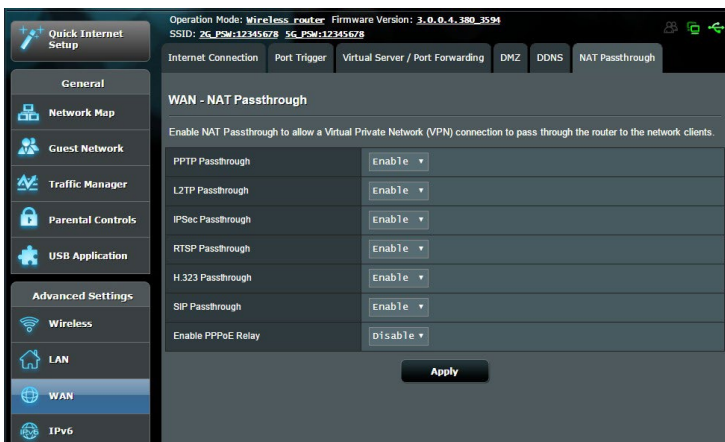 Quick Internet
Setup
Operation Mode: Wireless router Firmware Version: 3.0.0.4.380_3594
SSID: 2G_PSW:12345678 5G_PSW:12345678
Internet Connection Port Trigger Virtual Server / Port Forwarding DMZ DDNS NAT Passthrough
General
Network Map
Guest Network
Traffic Manager
Parental Controls
USB Application
Advanced Settings
Wireless
LAN
WAN
IPv6
IPv6
WAN - NAT Passthrough
Enable NAT Passthrough to allow a Virtual Private Network (VPN) connection to pass through the router to the network clients.
PPTP Passthrough Enable
L2TP Passthrough Enable
IPSec Passthrough Enable
RTSP Passthrough Enable
H.323 Passthrough Enable
SIP Passthrough Enable
Enable PPPoE Relay Disable
Apply